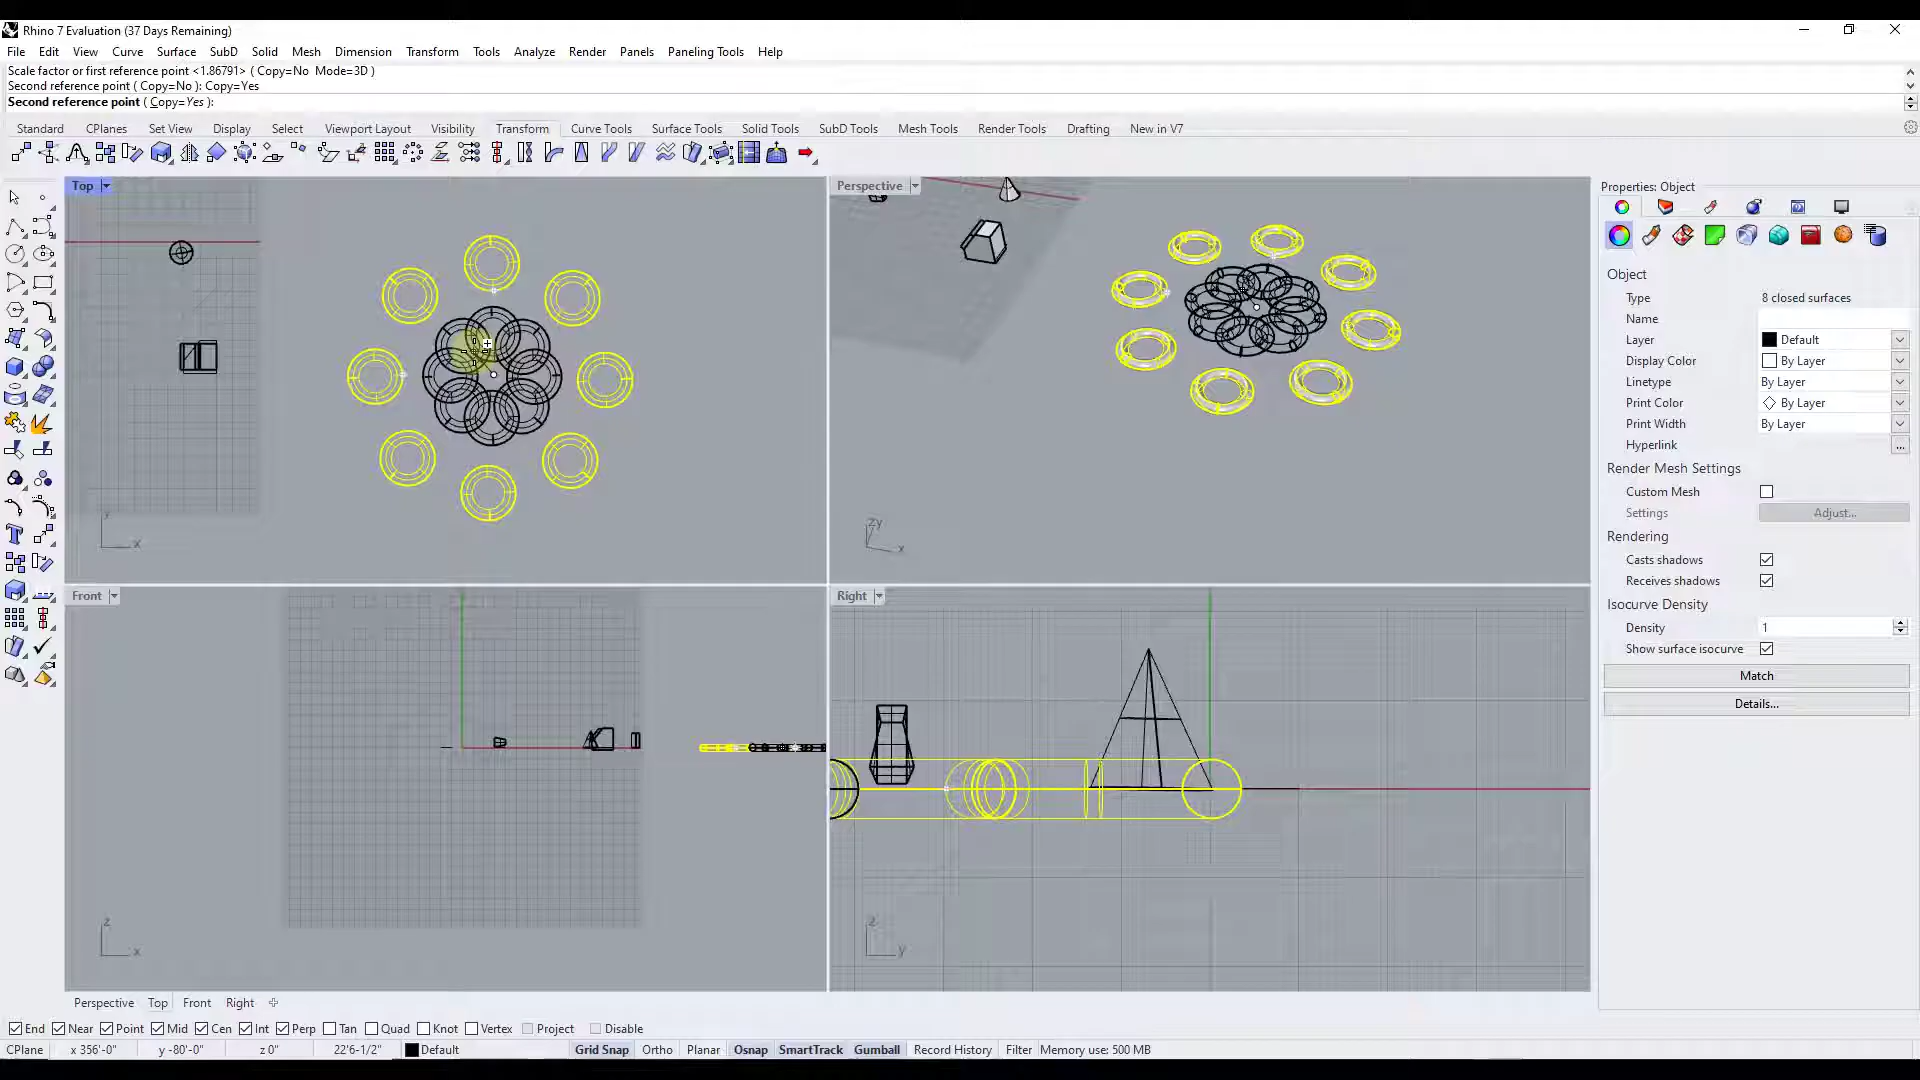 Rhino 7 Evaluation (37 Days Remaining)
File Edit View Curve Surface SubD Solid Mesh Dimension Transform Tools Analyze Render Panels Paneling Tools Help
Scale factor or first reference point <1.86791> ( Copy=No Mode=3D )
Second reference point ( Copy=No ): Copy=Yes
Second reference point ( Copy=Yes ):
Standard CPlanes Set View Display Select Viewport Layout Visibility Transform Curve Tools Surface Tools Solid Tools SubD Tools Mesh Tools Render Tools Drafting New in V7
Top
Perspective
Properties: Object
Object
Type 8 closed surfaces
Name
Layer Default
Display Color By Layer
Linetype By Layer
Print Color By Layer
Print Width By Layer
Hyperlink ...
Render Mesh Settings
Custom Mesh
Settings Adjust...
Rendering
Casts shadows
Receives shadows
Isocurve Density
Density 1
Show surface isocurve
Match
Details...
y
x
Zy
x
Front
Right
z
x
z
y
Perspective Top Front Right
End Near Point Mid Cen Int Perp Tan Quad Knot Vertex Project Disable
CPlane x 356'-0" y -80'-0" z 0" 22'6-1/2" Default Grid Snap Ortho Planar Osnap SmartTrack Gumball Record History Filter Memory use: 500 MB